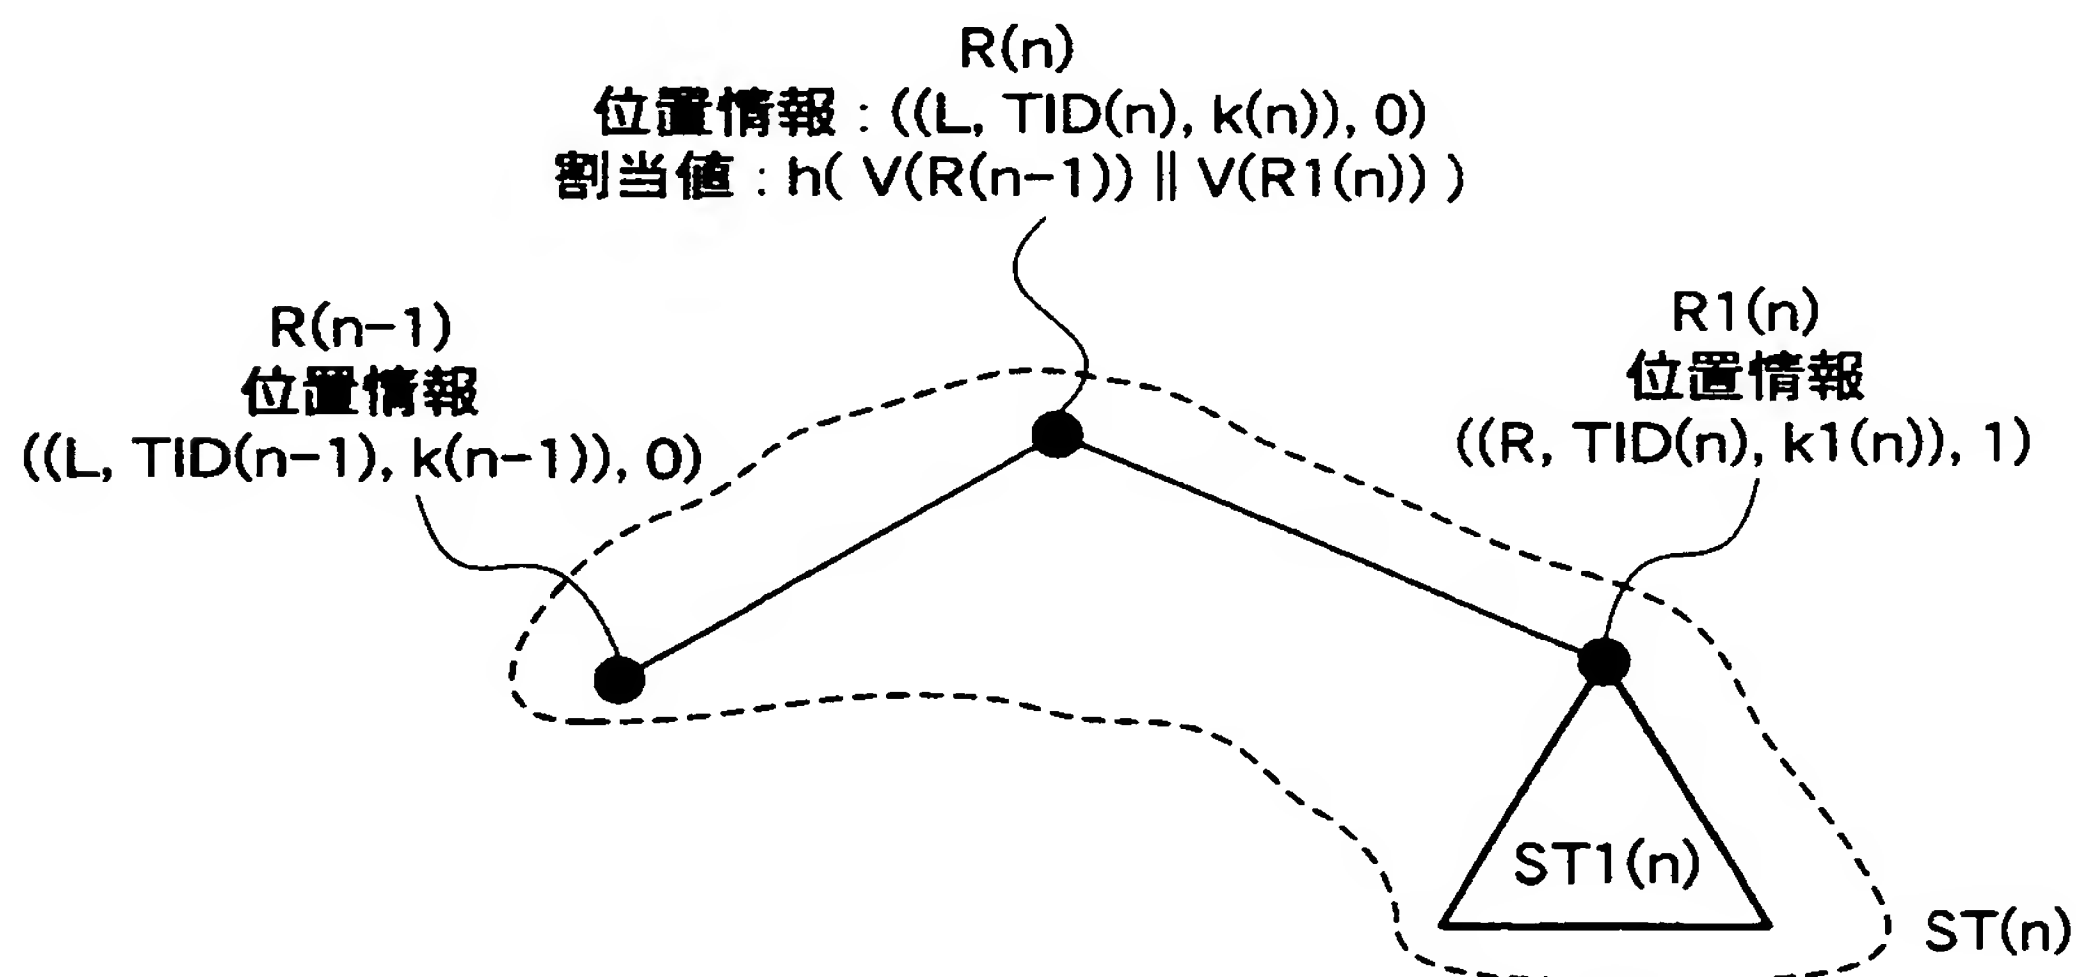 R(n)
位置情報 : ((L, TID(n), k(n)), 0)
割当値 : h( V(R(n-1)) || V(R1(n)) )
R(n-1)
位置情報
((L, TID(n-1), k(n-1)), 0)
R1(n)
位置情報
((R, TID(n), k1(n)), 1)
ST1(n)
ST(n)